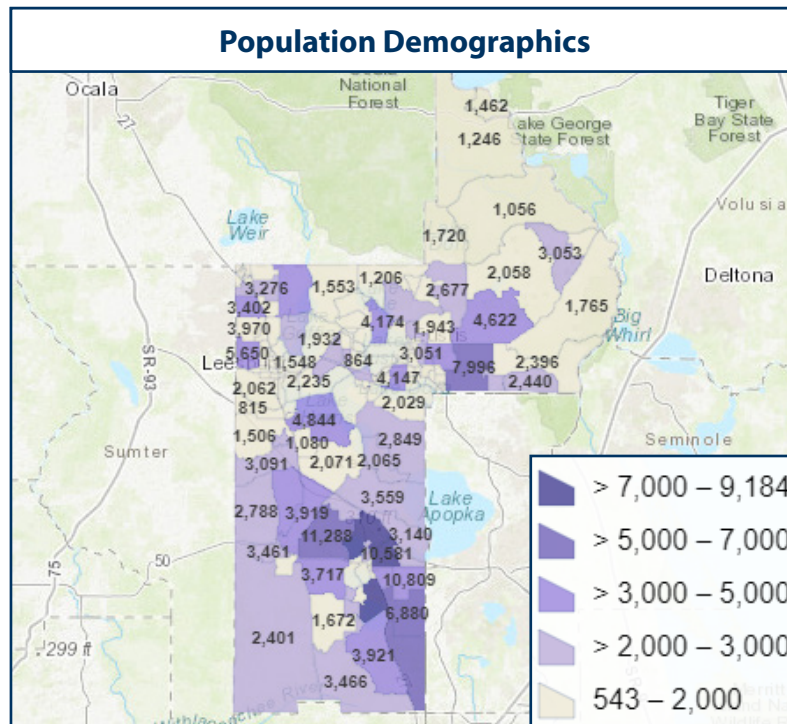 Population Demographics
Ocala
National
Forest
27
1,462
Lake George
State Forest
1,246
Tiger
Bay State
Forest
1,056
Volusia
Lake
Weir
1,720
3,053
2,058
Deltona
3,276
1,553
1,206
2,677
1,765
3,402
4,174
1,943
4,622
Big
Whirl
3,970
1,932
SR-93
5,650
Lee
1,548
864
3,051
7,996
2,396
2,235
4,147
2,440
2,062
815
2,029
4,844
1,506
1,080
2,849
Sumter
Seminole
3,091
2,071
2,065
3,559
Lake
Apopka
2,788
3,919
11,288
3,140
50
3,461
10,581
75
3,717
10,809
6,880
1,672
2,401
299 ft
3,921
3,466
> 7,000 – 9,184
> 5,000 – 7,000
> 3,000 – 5,000
> 2,000 – 3,000
543 – 2,000